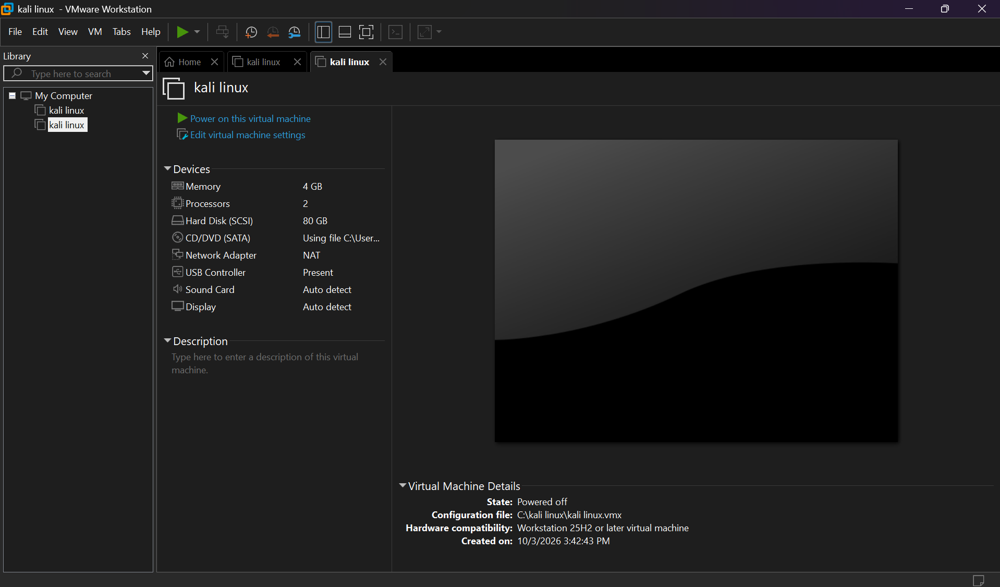 kali linux - VMware Workstation
File Edit View VM Tabs Help
Library
Type here to search
My Computer
kali linux
kali linux
Home
kali linux
kali linux
kali linux
Power on this virtual machine
Edit virtual machine settings
Devices
Memory 4 GB
Processors 2
Hard Disk (SCSI) 80 GB
CD/DVD (SATA) Using file C:\User...
Network Adapter NAT
USB Controller Present
Sound Card Auto detect
Display Auto detect
Description
Type here to enter a description of this virtual
machine.
Virtual Machine Details
State: Powered off
Configuration file: C:\kali linux\kali linux.vmx
Hardware compatibility: Workstation 25H2 or later virtual machine
Created on: 10/3/2026 3:42:43 PM